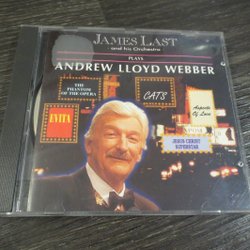 JAMES LAST
and his Orchestra
PLAYS
ANDREW LLOYD WEBBER
THE PHANTOM
OF THE OPERA
CATS
Aspects
Of Love
EVITA
JESUS CHRIST
SUPERSTAR